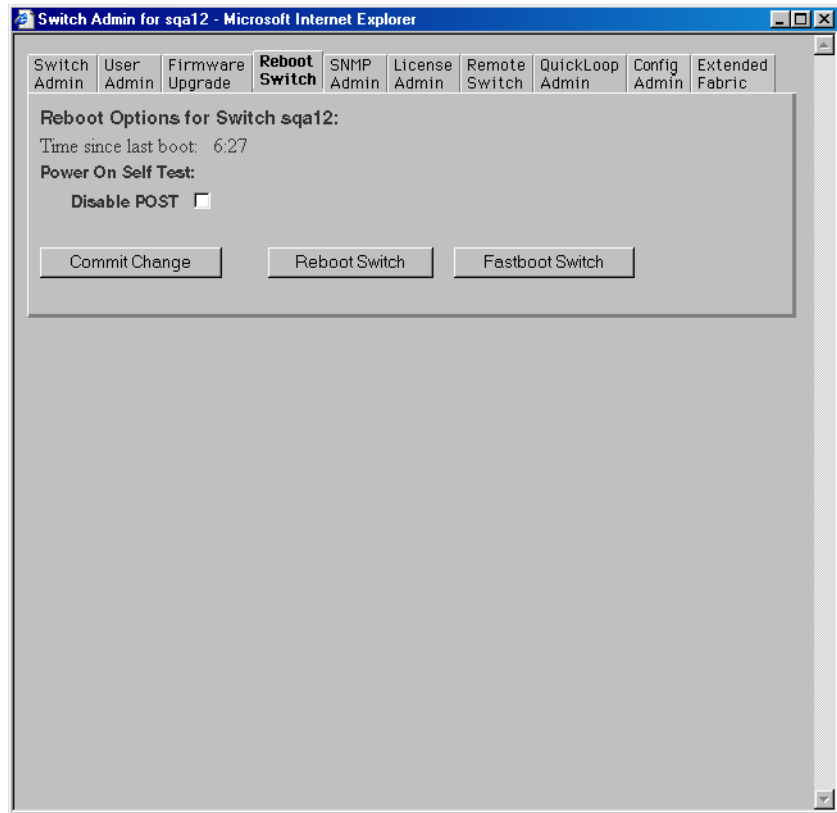 Switch Admin for sqa12 - Microsoft Internet Explorer
Switch Admin User Admin Firmware Upgrade Reboot Switch SNMP Admin License Admin Remote Switch QuickLoop Admin Config Admin Extended Fabric
Reboot Options for Switch sqa12:
Time since last boot: 6:27
Power On Self Test:
Disable POST
Commit Change Reboot Switch Fastboot Switch